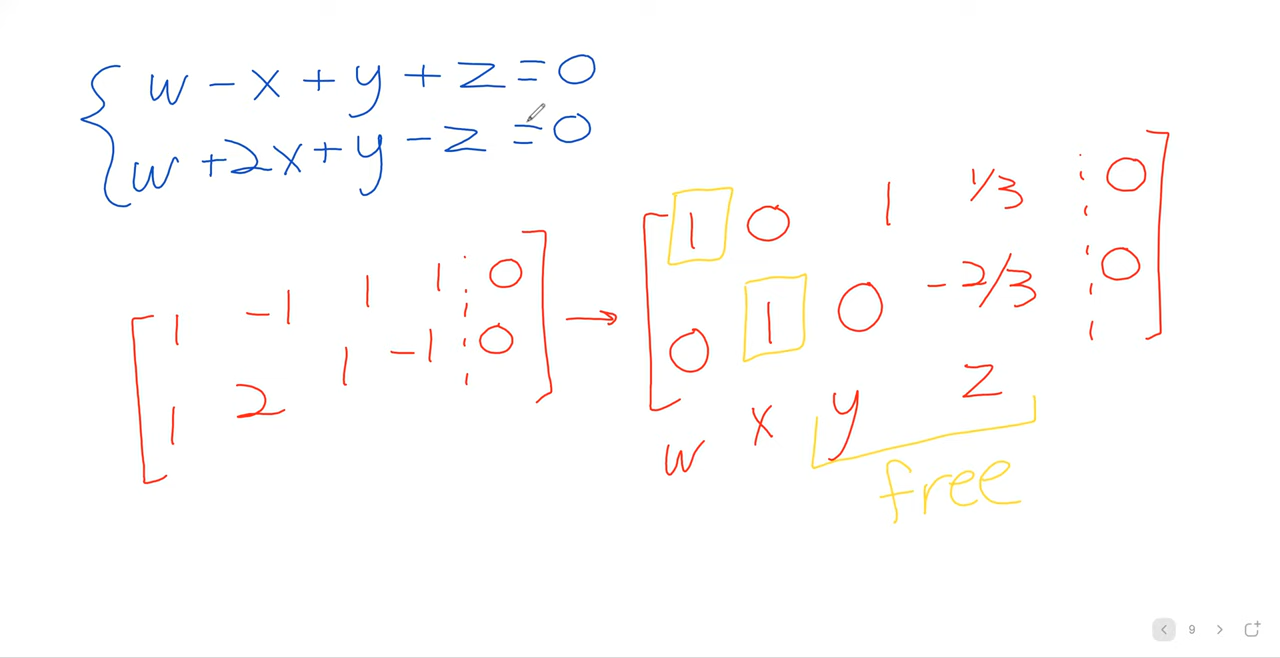 w - x + y + z = 0
w + 2x + y - z = 0
1 -1 1 1 0
1 2 1 -1 0
→
1 0 1 1/3 0
0 1 0 -2/3 0
w x y z
free
9